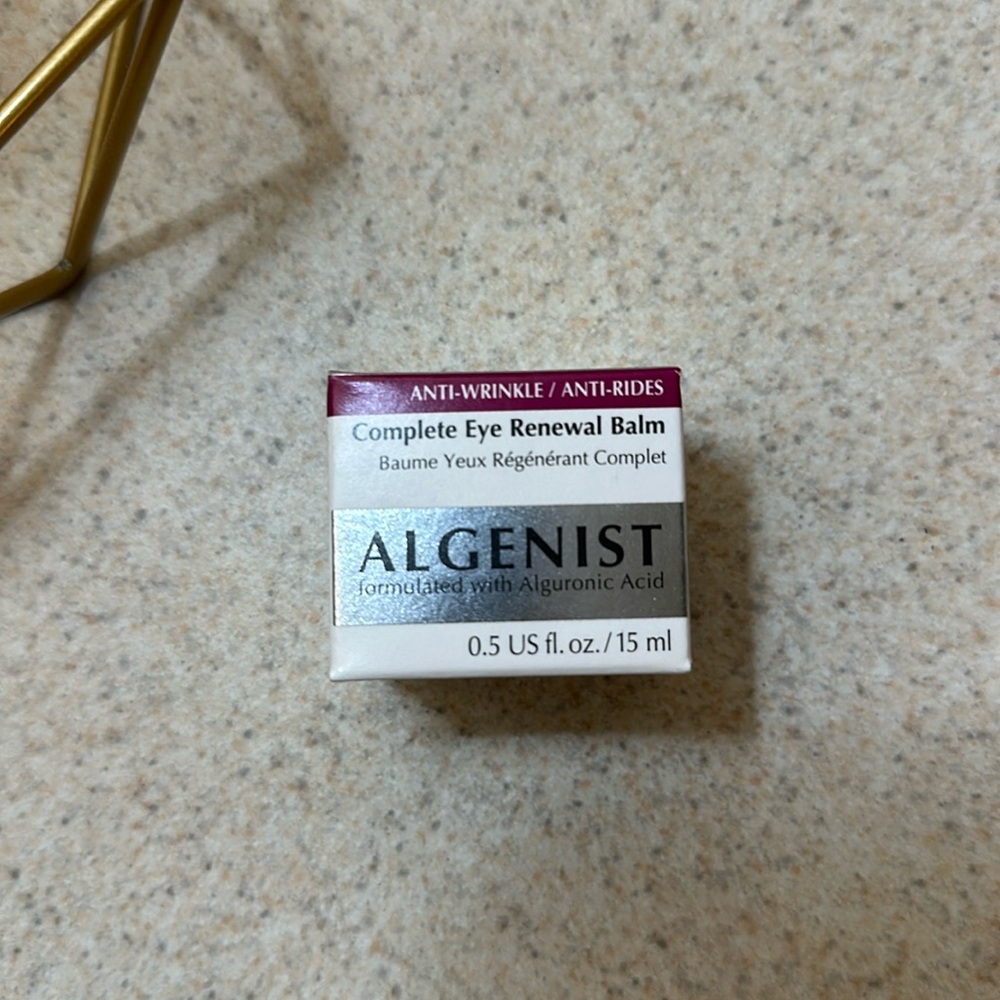 ANTI-WRINKLE / ANTI-RIDES
Complete Eye Renewal Balm
Baume Yeux Régénérant Complet
ALGENIST
formulated with Alguronic Acid
0.5 US fl. oz. / 15 ml